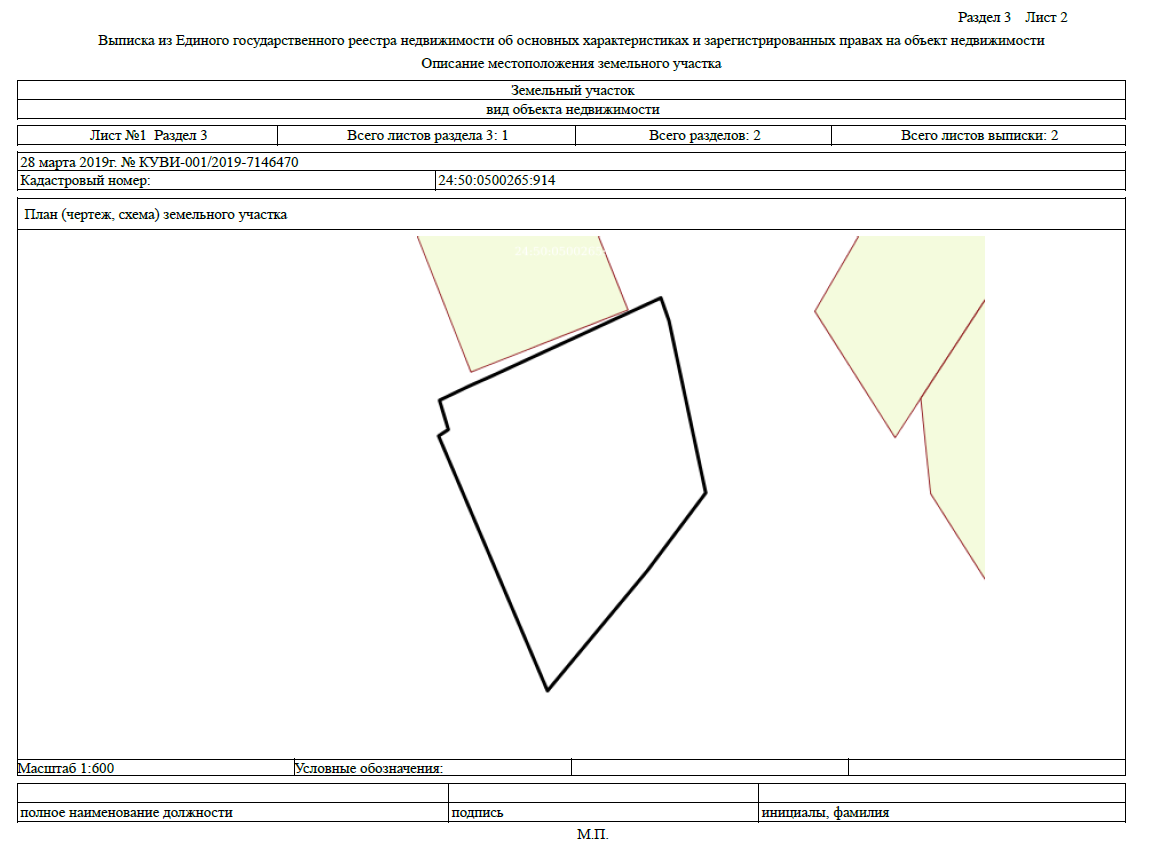 Раздел 3 Лист 2
Выписка из Единого государственного реестра недвижимости об основных характеристиках и зарегистрированных правах на объект недвижимости
Описание местоположения земельного участка
Земельный участок
вид объекта недвижимости
Лист №1 Раздел 3 Всего листов раздела 3: 1 Всего разделов: 2 Всего листов выписки: 2
28 марта 2019г. № КУВИ-001/2019-7146470
Кадастровый номер: 24:50:0500265:914
План (чертеж, схема) земельного участка
Масштаб 1:600 Условные обозначения:
полное наименование должности подпись инициалы, фамилия
М.П.